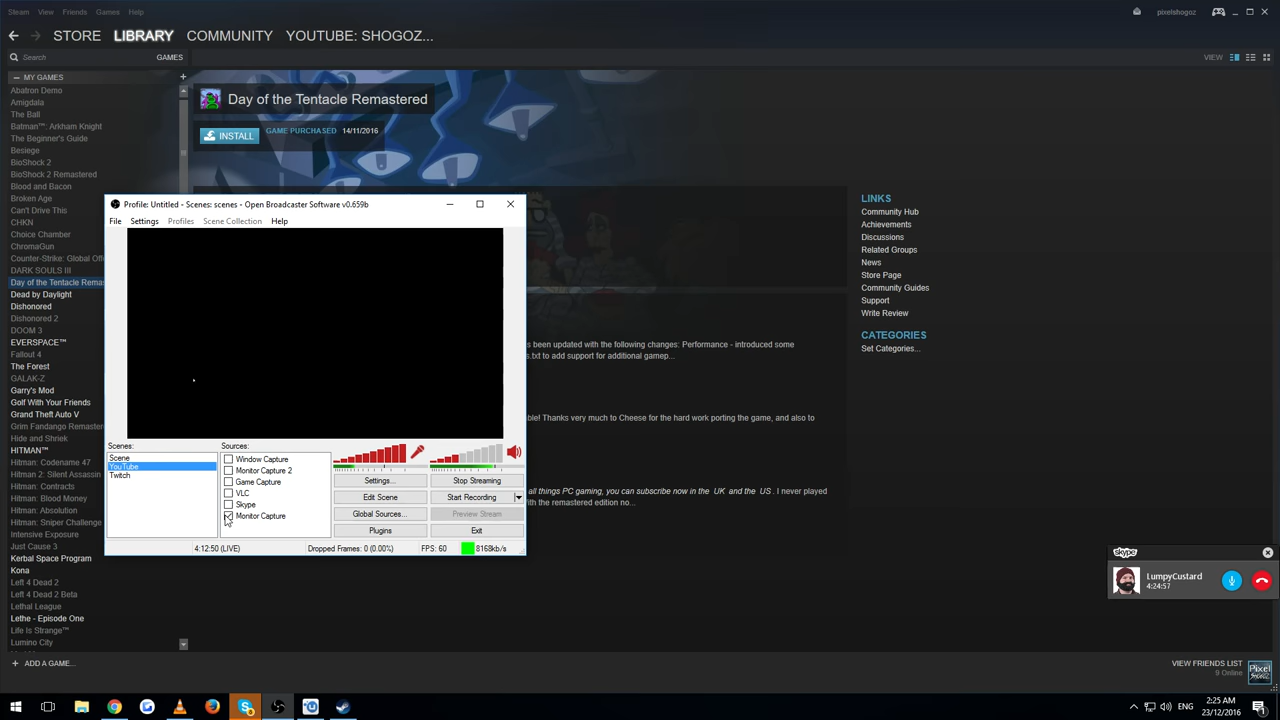 Steam View Friends Games Help
pixelshogoz
STORE LIBRARY COMMUNITY YOUTUBE: SHOGOZ...
Search GAMES
VIEW
MY GAMES
Abatron Demo
Amigdala
The Ball
Batman™: Arkham Knight
The Beginner's Guide
Besiege
BioShock 2
BioShock 2 Remastered
Blood and Bacon
Broken Age
Can't Drive This
CHKN
Choice Chamber
ChromaGun
Counter-Strike: Global Off
DARK SOULS III
Day of the Tentacle Remas
Dead by Daylight
Dishonored
Dishonored 2
DOOM 3
EVERSPACE™
Fallout 4
The Forest
GALAK-Z
Garry's Mod
Golf With Your Friends
Grand Theft Auto V
Grim Fandango Remastered
Hide and Shriek
HITMAN™
Hitman: Codename 47
Hitman 2: Silent Assassin
Hitman: Contracts
Hitman: Blood Money
Hitman: Absolution
Hitman: Sniper Challenge
Intensive Exposure
Just Cause 3
Kerbal Space Program
Kona
Left 4 Dead 2
Left 4 Dead 2 Beta
Lethal League
Lethe - Episode One
Life is Strange™
Lumino City
ADD A GAME...
Day of the Tentacle Remastered
INSTALL
GAME PURCHASED 14/11/2016
Profile: Untitled - Scenes: scenes - Open Broadcaster Software v0.659b
File Settings Profiles Scene Collection Help
Scenes:
Scene
YouTube
Twitch
Sources:
Window Capture
Monitor Capture 2
Game Capture
VLC
Skype
Monitor Capture
Settings... Stop Streaming
Edit Scene Start Recording
Global Sources... Preview Stream
Plugins Exit
4:12:50 (LIVE) Dropped Frames: 0 (0.00%) FPS: 60 8168kb/s
s been updated with the following changes: Performance - introduced some
s.txt to add support for additional gamep...
ble! Thanks very much to Cheese for the hard work porting the game, and also to
all things PC gaming, you can subscribe now in the UK and the US. I never played
ith the remastered edition no...
LINKS
Community Hub
Achievements
Discussions
Related Groups
News
Store Page
Community Guides
Support
Write Review
CATEGORIES
Set Categories...
skype
LumpyCustard
4:24:57
VIEW FRIENDS LIST
9 Online
Pixel
SHOGOZ
ENG
2:25 AM
23/12/2016
1